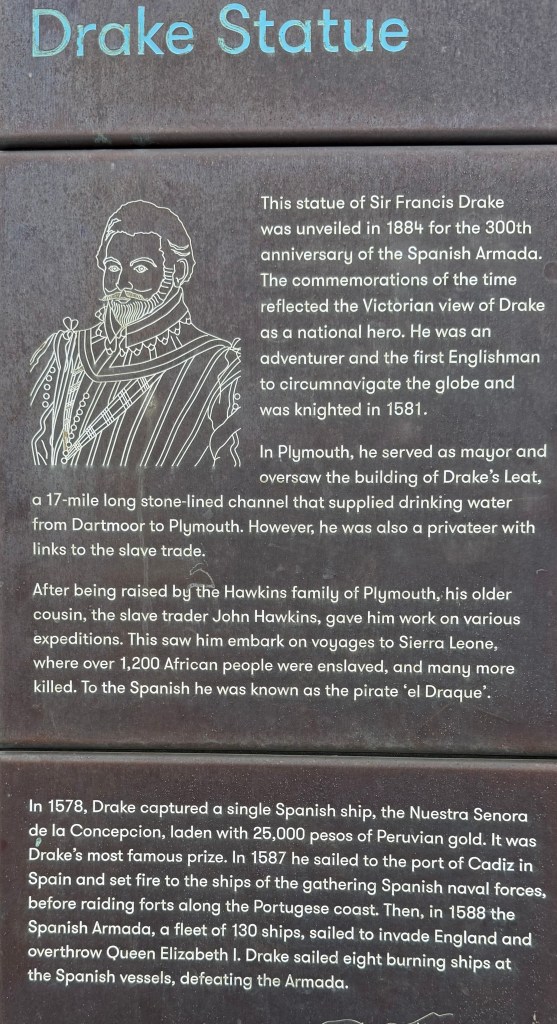 Drake Statue
This statue of Sir Francis Drake
was unveiled in 1884 for the 300th
anniversary of the Spanish Armada.
The commemorations of the time
reflected the Victorian view of Drake
as a national hero. He was an
adventurer and the first Englishman
to circumnavigate the globe and
was knighted in 1581.
In Plymouth, he served as mayor and
oversaw the building of Drake's Leat,
a 17-mile long stone-lined channel that supplied drinking water
from Dartmoor to Plymouth. However, he was also a privateer with
links to the slave trade.
After being raised by the Hawkins family of Plymouth, his older
cousin, the slave trader John Hawkins, gave him work on various
expeditions. This saw him embark on voyages to Sierra Leone,
where over 1,200 African people were enslaved, and many more
killed. To the Spanish he was known as the pirate 'el Draque'.
In 1578, Drake captured a single Spanish ship, the Nuestra Senora
de la Concepcion, laden with 25,000 pesos of Peruvian gold. It was
Drake's most famous prize. In 1587 he sailed to the port of Cadiz in
Spain and set fire to the ships of the gathering Spanish naval forces,
before raiding forts along the Portugese coast. Then, in 1588 the
Spanish Armada, a fleet of 130 ships, sailed to invade England and
overthrow Queen Elizabeth I. Drake sailed eight burning ships at
the Spanish vessels, defeating the Armada.